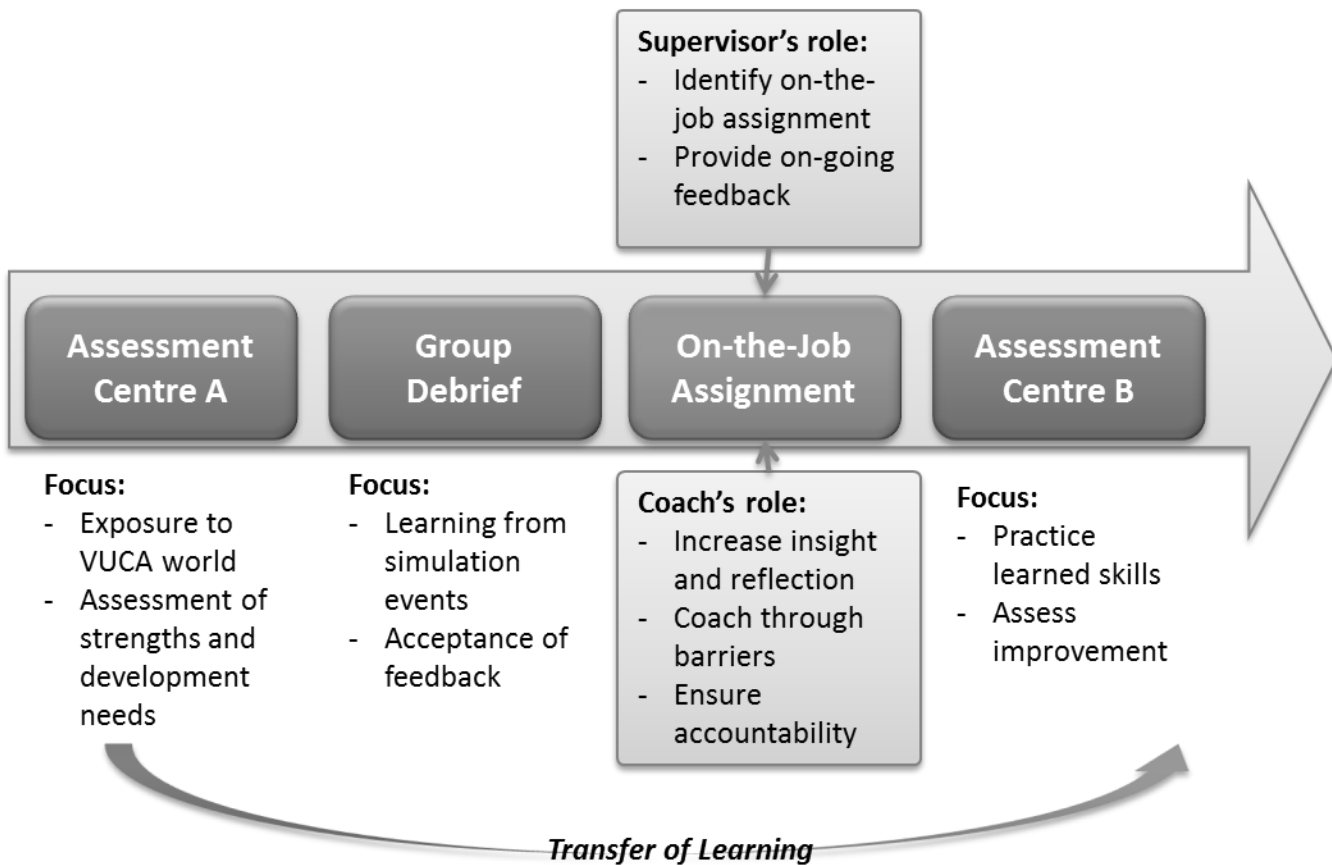 Supervisor's role:
- Identify on-the-
job assignment
- Provide on-going
feedback
Assessment
Centre A
Group
Debrief
On-the-Job
Assignment
Assessment
Centre B
Focus:
- Exposure to
VUCA world
- Assessment of
strengths and
development
needs
Focus:
- Learning from
simulation
events
- Acceptance of
feedback
Coach's role:
- Increase insight
and reflection
- Coach through
barriers
- Ensure
accountability
Focus:
- Practice
learned skills
- Assess
improvement
Transfer of Learning